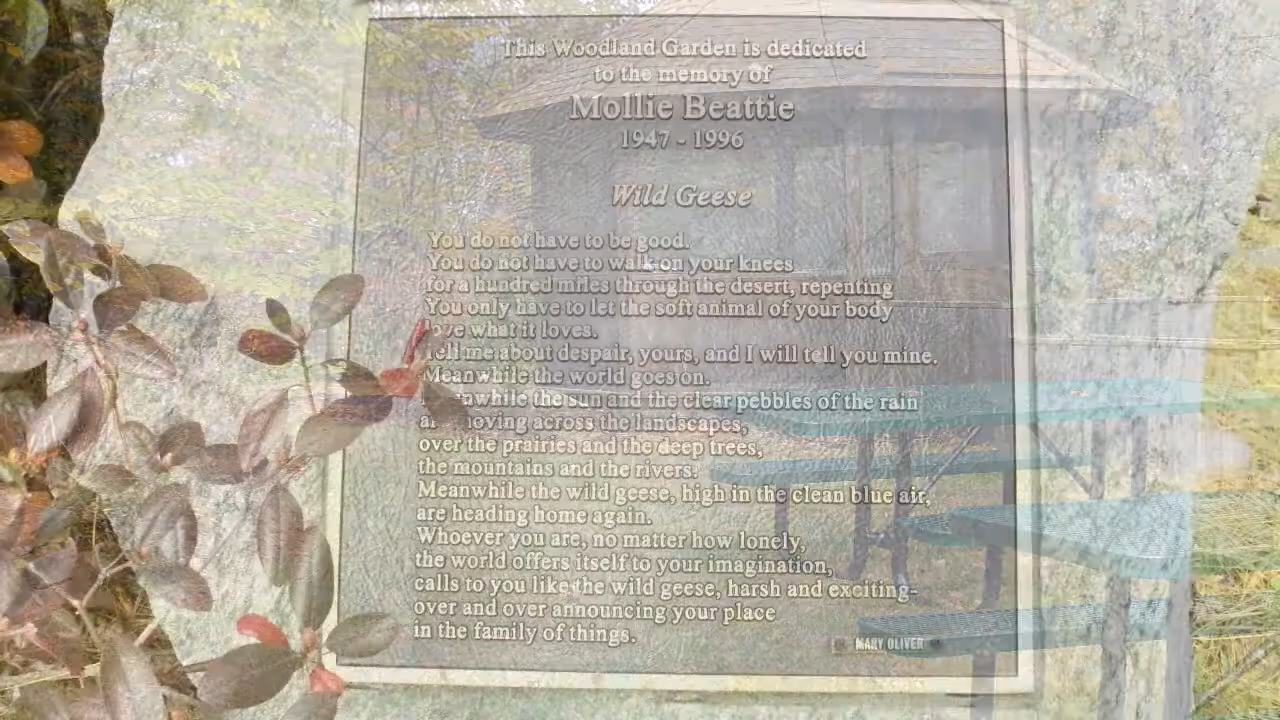 This Woodland Garden is dedicated
to the memory of
Mollie Beattie
1947 - 1996
Wild Geese
You do not have to be good.
You do not have to walk on your knees
for a hundred miles through the desert, repenting
You only have to let the soft animal of your body
love what it loves.
Tell me about despair, yours, and I will tell you mine.
Meanwhile the world goes on.
Meanwhile the sun and the clear pebbles of the rain
are moving across the landscapes,
over the prairies and the deep trees,
the mountains and the rivers.
Meanwhile the wild geese, high in the clean blue air,
are heading home again.
Whoever you are, no matter how lonely,
the world offers itself to your imagination,
calls to you like the wild geese, harsh and exciting-
over and over announcing your place
in the family of things.
MARY OLIVER